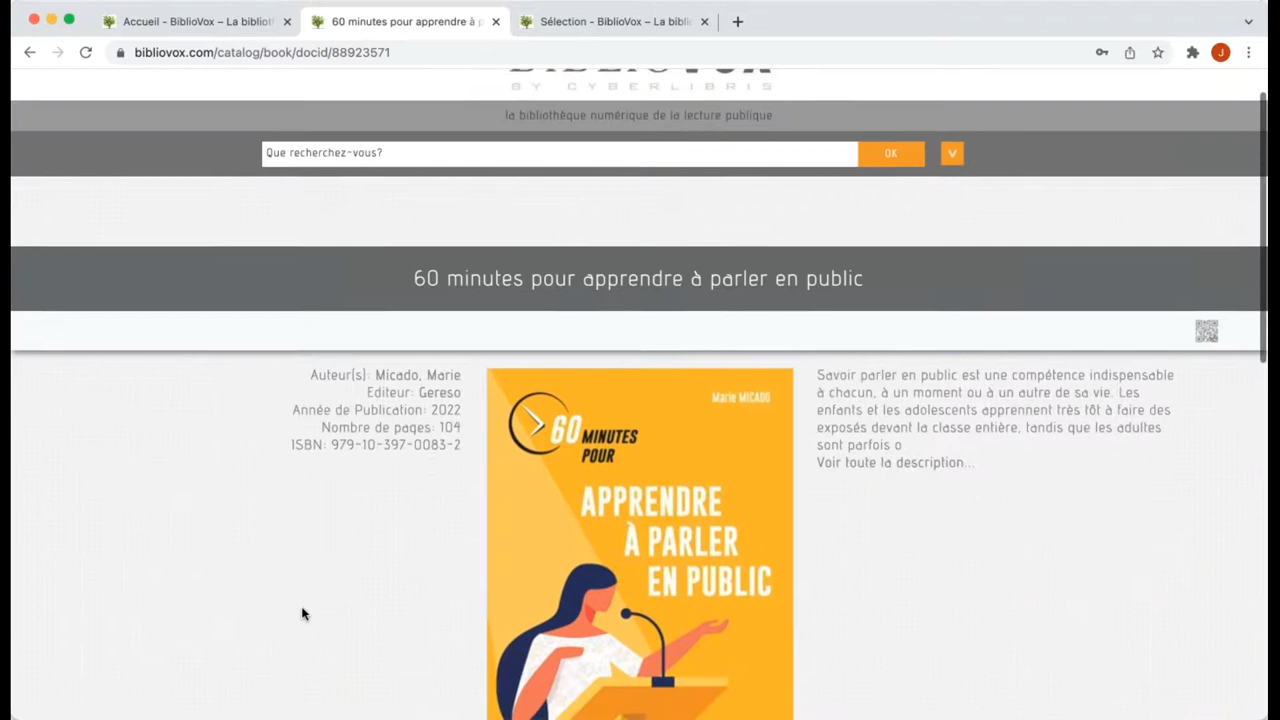 Accueil - BiblioVox – La bibliot
60 minutes pour apprendre à p
Sélection - BiblioVox – La biblic
bibliovox.com/catalog/book/docid/88923571
J
BY CYBERLIBRIS
la bibliothèque numérique de la lecture publique
Que recherchez-vous?
OK
60 minutes pour apprendre à parler en public
Auteur(s): Micado, Marie
Editeur: Gereso
Année de Publication: 2022
Nombre de pages: 104
ISBN: 979-10-397-0083-2
Marie MICADO
60 MINUTES
POUR
APPRENDRE
À PARLER
EN PUBLIC
Savoir parler en public est une compétence indispensable
à chacun, à un moment ou à un autre de sa vie. Les
enfants et les adolescents apprennent très tôt à faire des
exposés devant la classe entière, tandis que les adultes
sont parfois o
Voir toute la description...